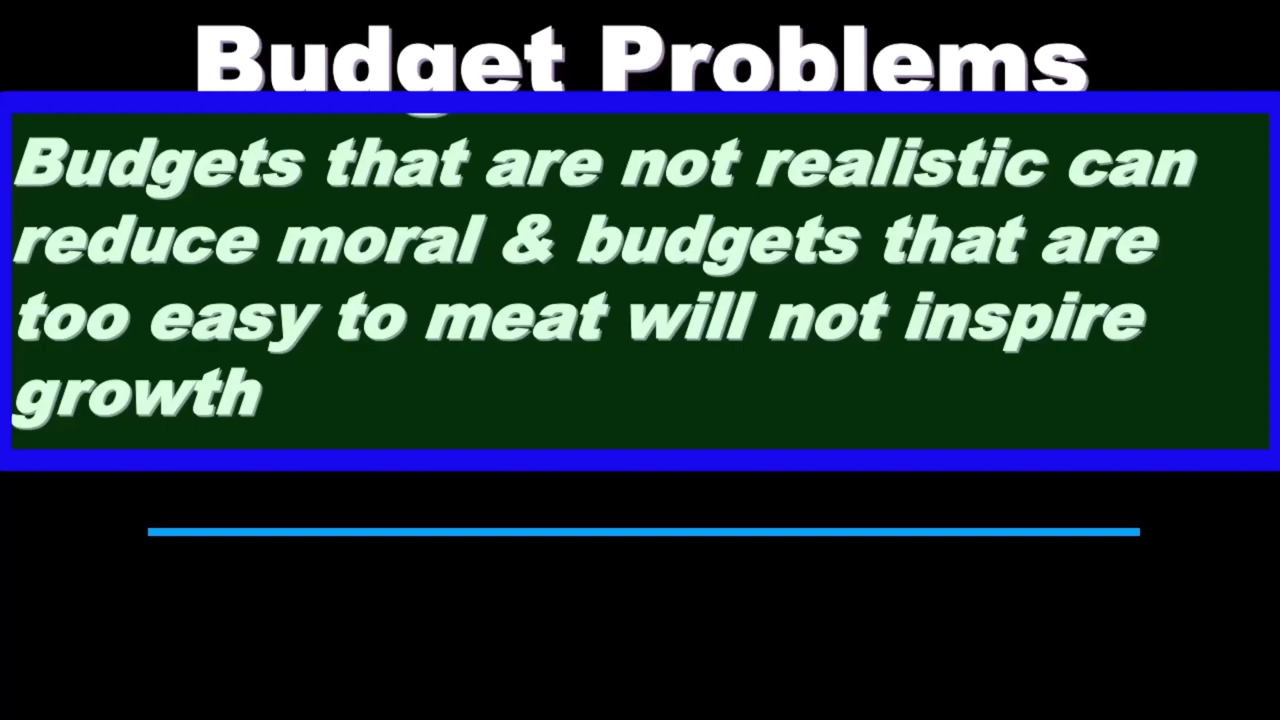 Budget Problems
Budgets that are not realistic can
reduce moral & budgets that are
too easy to meat will not inspire
growth